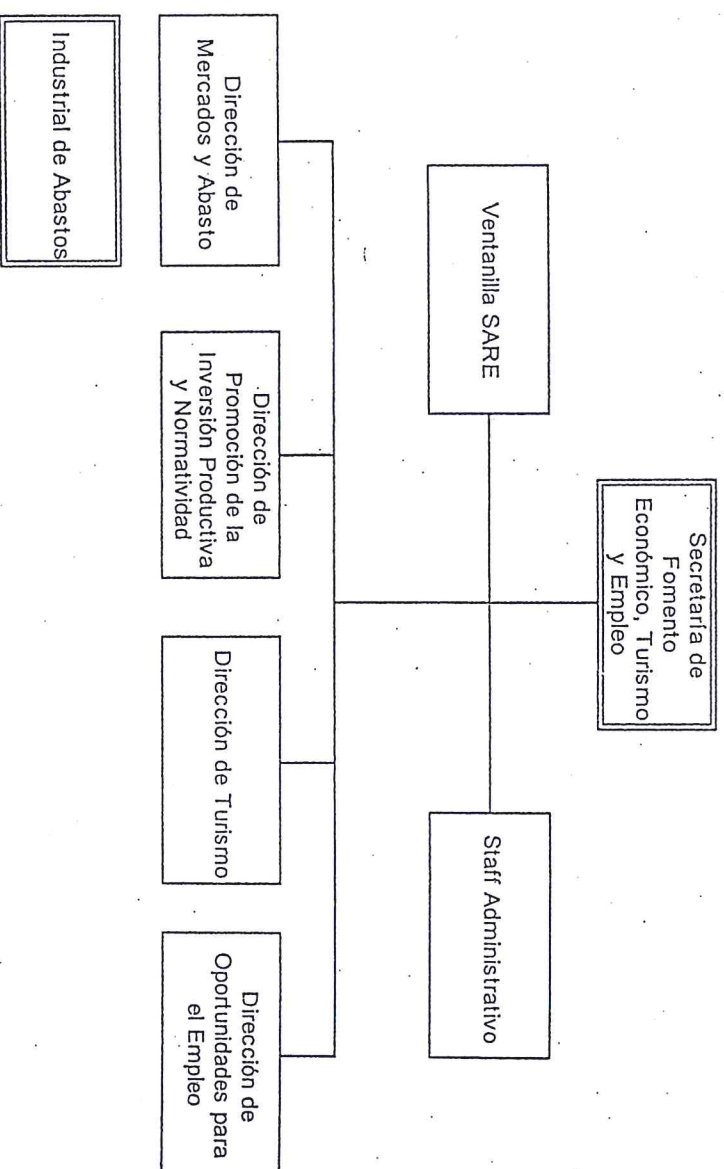 Secretaría de
Fomento
Económico, Turismo
y Empleo
Ventanilla SARE
Staff Administrativo
Dirección de
Mercados y Abasto
Dirección de
Promoción de la
Inversión Productiva
y Normatividad
Dirección de Turismo
Dirección de
Oportunidades para
el Empleo
Industrial de Abastos